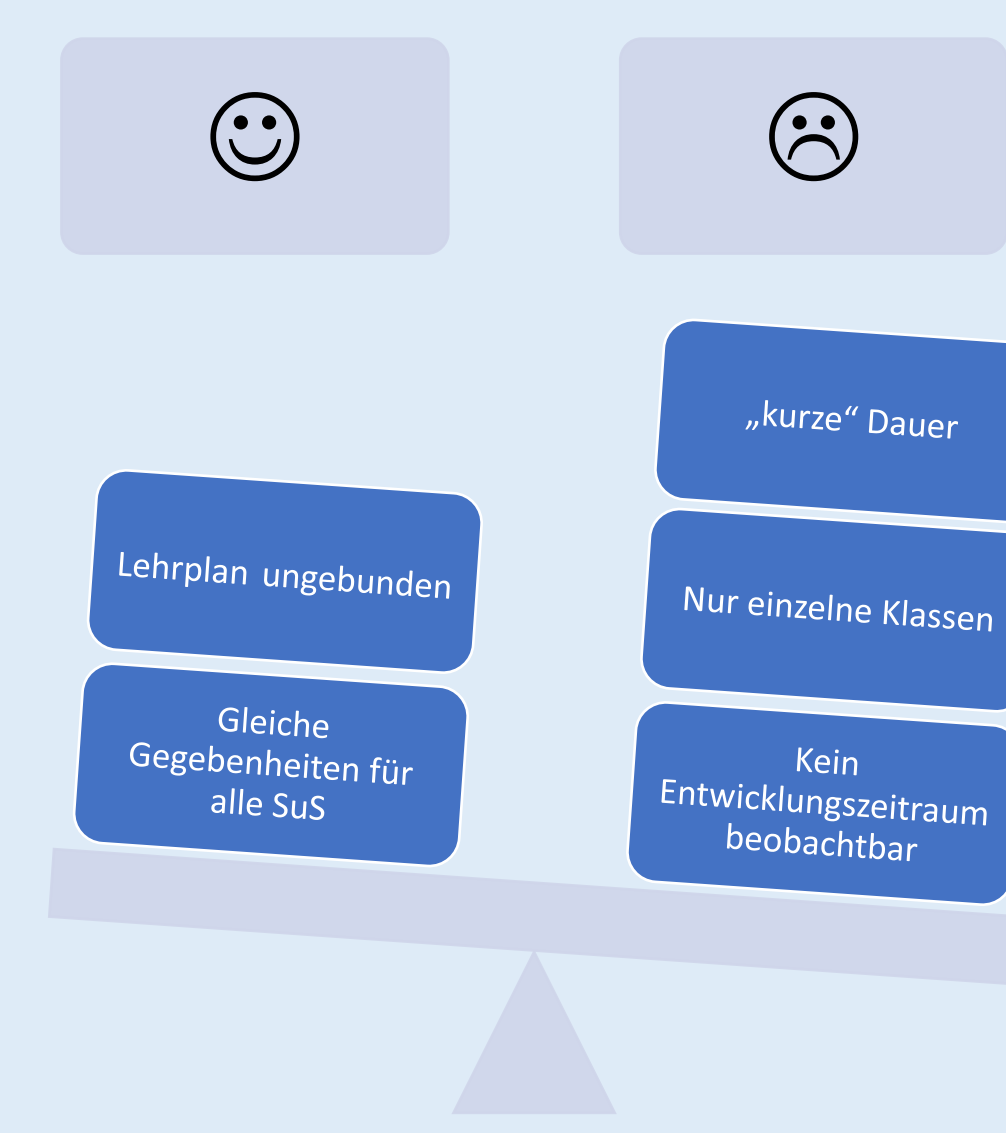 Lehrplan ungebunden
Gleiche
Gegebenheiten für
alle SuS
„kurze“ Dauer
Nur einzelne Klassen
Kein
Entwicklungszeitraum
beobachtbar